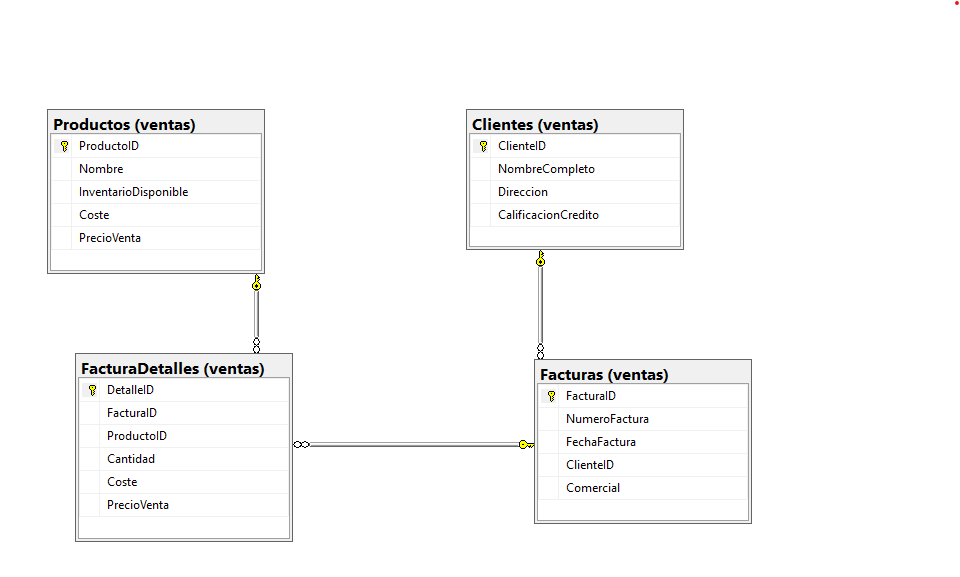 Productos (ventas)
ProductoID
Nombre
InventarioDisponible
Coste
PrecioVenta
Clientes (ventas)
ClienteID
NombreCompleto
Direccion
CalificacionCredito
FacturaDetalles (ventas)
DetalleID
FacturaID
ProductoID
Cantidad
Coste
PrecioVenta
Facturas (ventas)
FacturaID
NumeroFactura
FechaFactura
ClienteID
Comercial